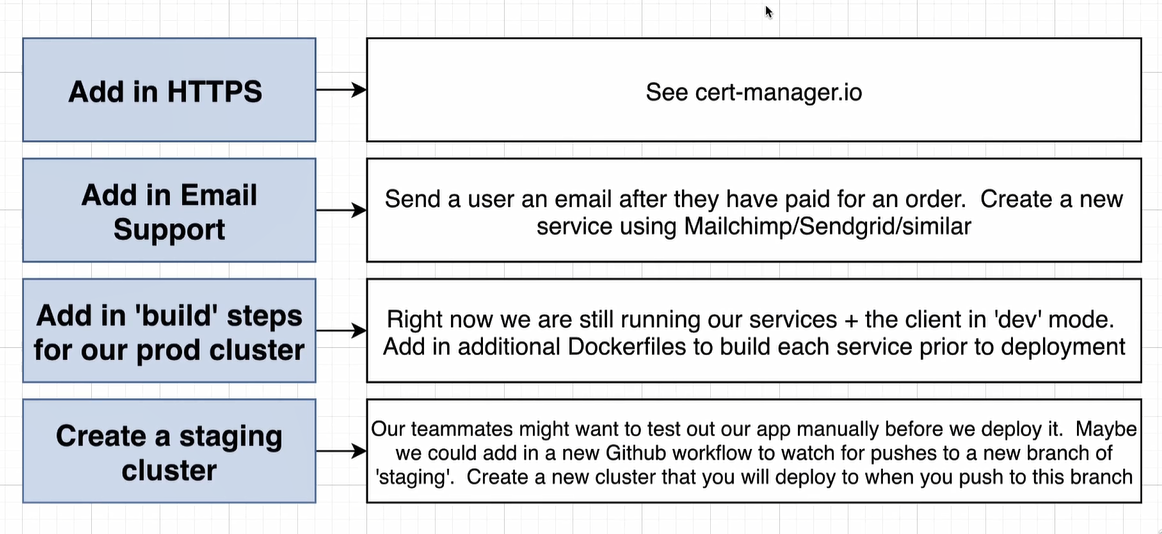 Add in HTTPS
See cert-manager.io
Add in Email
Support
Send a user an email after they have paid for an order.  Create a new
service using Mailchimp/Sendgrid/similar
Add in 'build' steps
for our prod cluster
Right now we are still running our services + the client in 'dev' mode.
Add in additional Dockerfiles to build each service prior to deployment
Create a staging
cluster
Our teammates might want to test out our app manually before we deploy it.  Maybe
we could add in a new Github workflow to watch for pushes to a new branch of
'staging'.  Create a new cluster that you will deploy to when you push to this branch